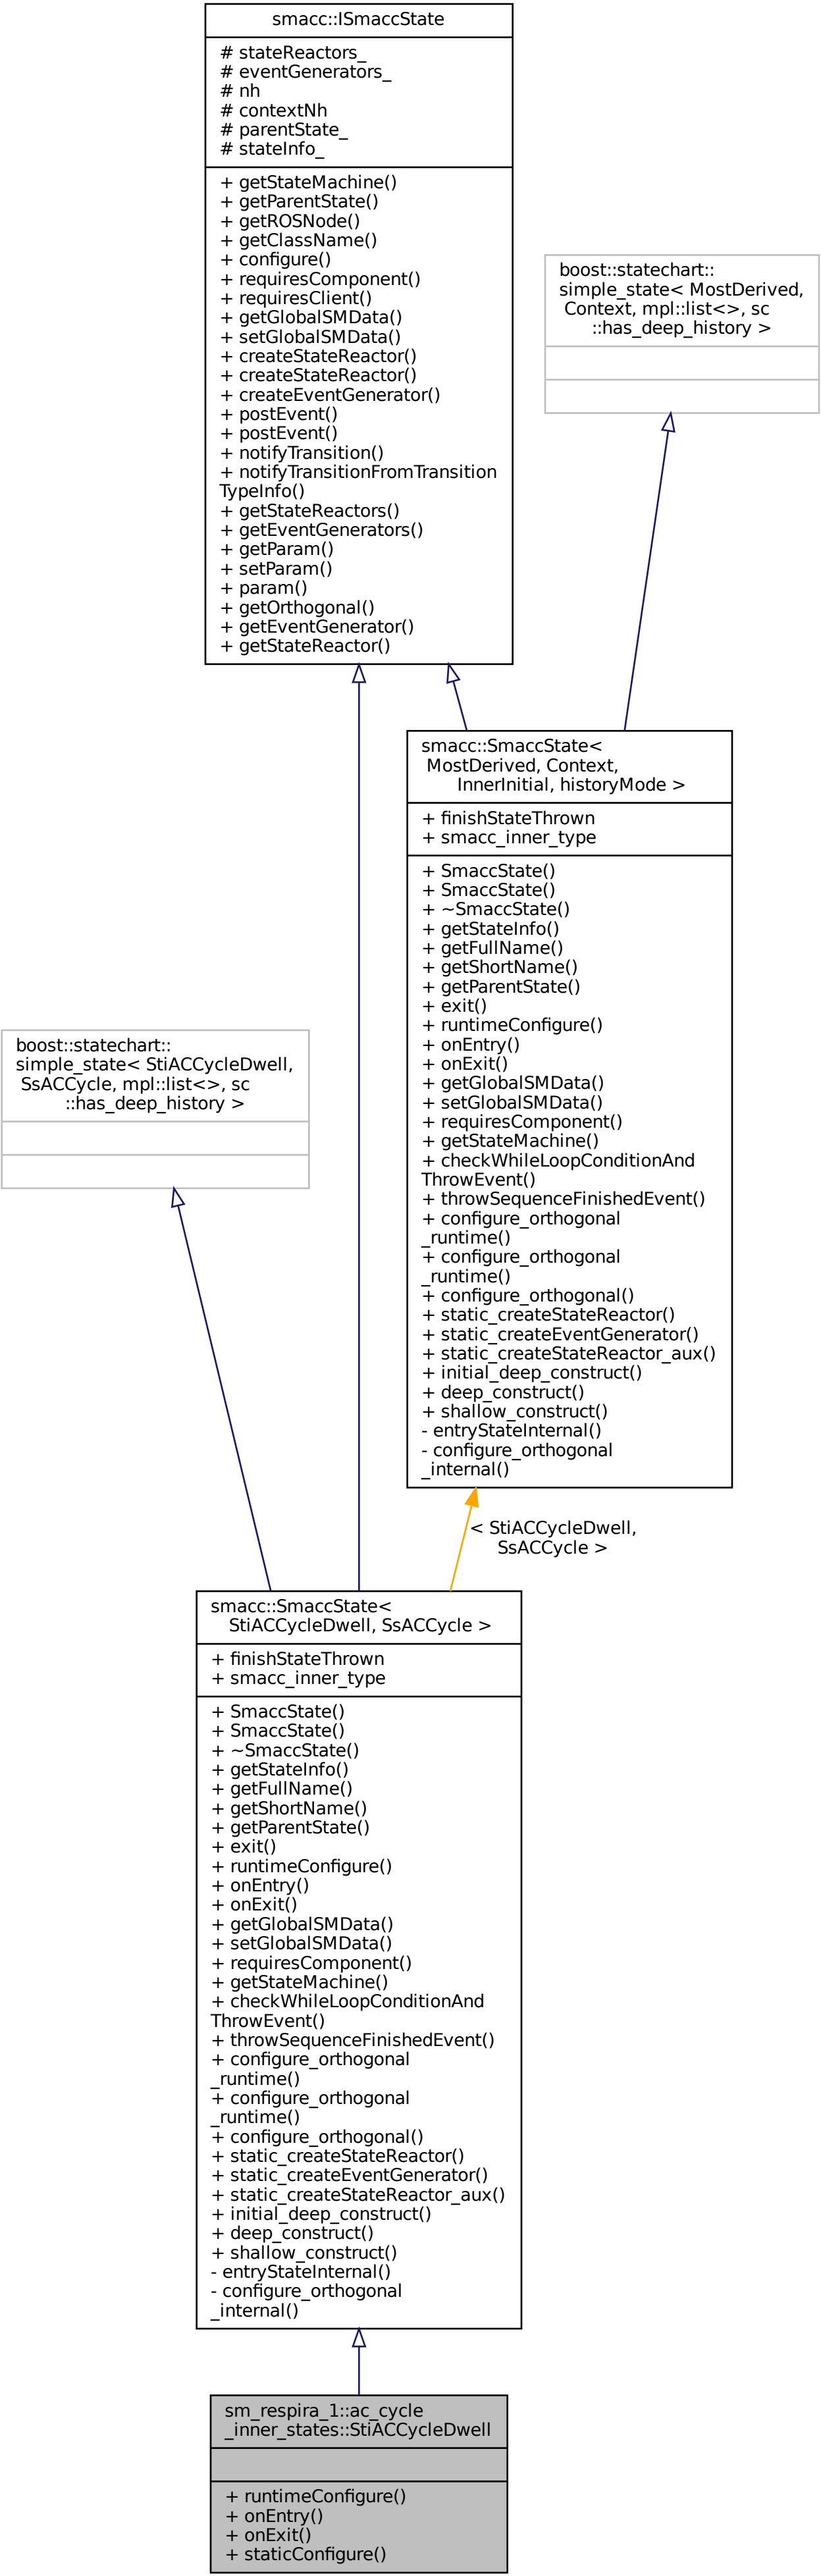 smacc::ISmaccState
# stateReactors_
# eventGenerators_
# nh
# contextNh
# parentState_
# stateInfo_
+ getStateMachine()
+ getParentState()
+ getROSNode()
+ getClassName()
+ configure()
+ requiresComponent()
+ requiresClient()
+ getGlobalSMData()
+ setGlobalSMData()
+ createStateReactor()
+ createStateReactor()
+ createEventGenerator()
+ postEvent()
+ postEvent()
+ notifyTransition()
+ notifyTransitionFromTransition
TypeInfo()
+ getStateReactors()
+ getEventGenerators()
+ getParam()
+ setParam()
+ param()
+ getOrthogonal()
+ getEventGenerator()
+ getStateReactor()
boost::statechart::
simple_state< MostDerived,
Context, mpl::list<>, sc
::has_deep_history >
smacc::SmaccState<
MostDerived, Context,
InnerInitial, historyMode >
+ finishStateThrown
+ smacc_inner_type
+ SmaccState()
+ SmaccState()
+ ~SmaccState()
+ getStateInfo()
+ getFullName()
+ getShortName()
+ getParentState()
+ exit()
+ runtimeConfigure()
+ onEntry()
+ onExit()
+ getGlobalSMData()
+ setGlobalSMData()
+ requiresComponent()
+ getStateMachine()
+ checkWhileLoopConditionAnd
ThrowEvent()
+ throwSequenceFinishedEvent()
+ configure_orthogonal
_runtime()
+ configure_orthogonal
_runtime()
+ configure_orthogonal()
+ static_createStateReactor()
+ static_createEventGenerator()
+ static_createStateReactor_aux()
+ initial_deep_construct()
+ deep_construct()
+ shallow_construct()
- entryStateInternal()
- configure_orthogonal
_internal()
boost::statechart::
simple_state< StiACCycleDwell,
SsACCycle, mpl::list<>, sc
::has_deep_history >
< StiACCycleDwell,
SsACCycle >
smacc::SmaccState<
StiACCycleDwell, SsACCycle >
+ finishStateThrown
+ smacc_inner_type
+ SmaccState()
+ SmaccState()
+ ~SmaccState()
+ getStateInfo()
+ getFullName()
+ getShortName()
+ getParentState()
+ exit()
+ runtimeConfigure()
+ onEntry()
+ onExit()
+ getGlobalSMData()
+ setGlobalSMData()
+ requiresComponent()
+ getStateMachine()
+ checkWhileLoopConditionAnd
ThrowEvent()
+ throwSequenceFinishedEvent()
+ configure_orthogonal
_runtime()
+ configure_orthogonal
_runtime()
+ configure_orthogonal()
+ static_createStateReactor()
+ static_createEventGenerator()
+ static_createStateReactor_aux()
+ initial_deep_construct()
+ deep_construct()
+ shallow_construct()
- entryStateInternal()
- configure_orthogonal
_internal()
sm_respira_1::ac_cycle
_inner_states::StiACCycleDwell
+ runtimeConfigure()
+ onEntry()
+ onExit()
+ staticConfigure()